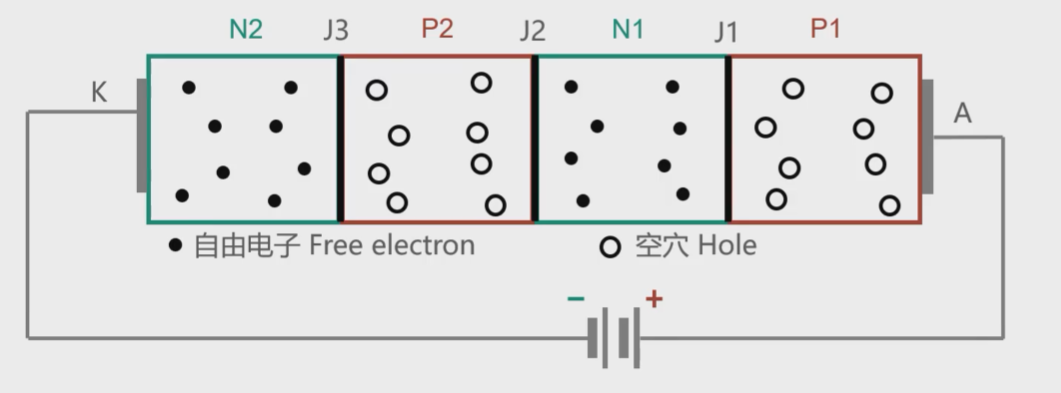 N2 J3 P2 J2 N1 J1 P1
K
A
自由电子 Free electron
空穴 Hole
− +